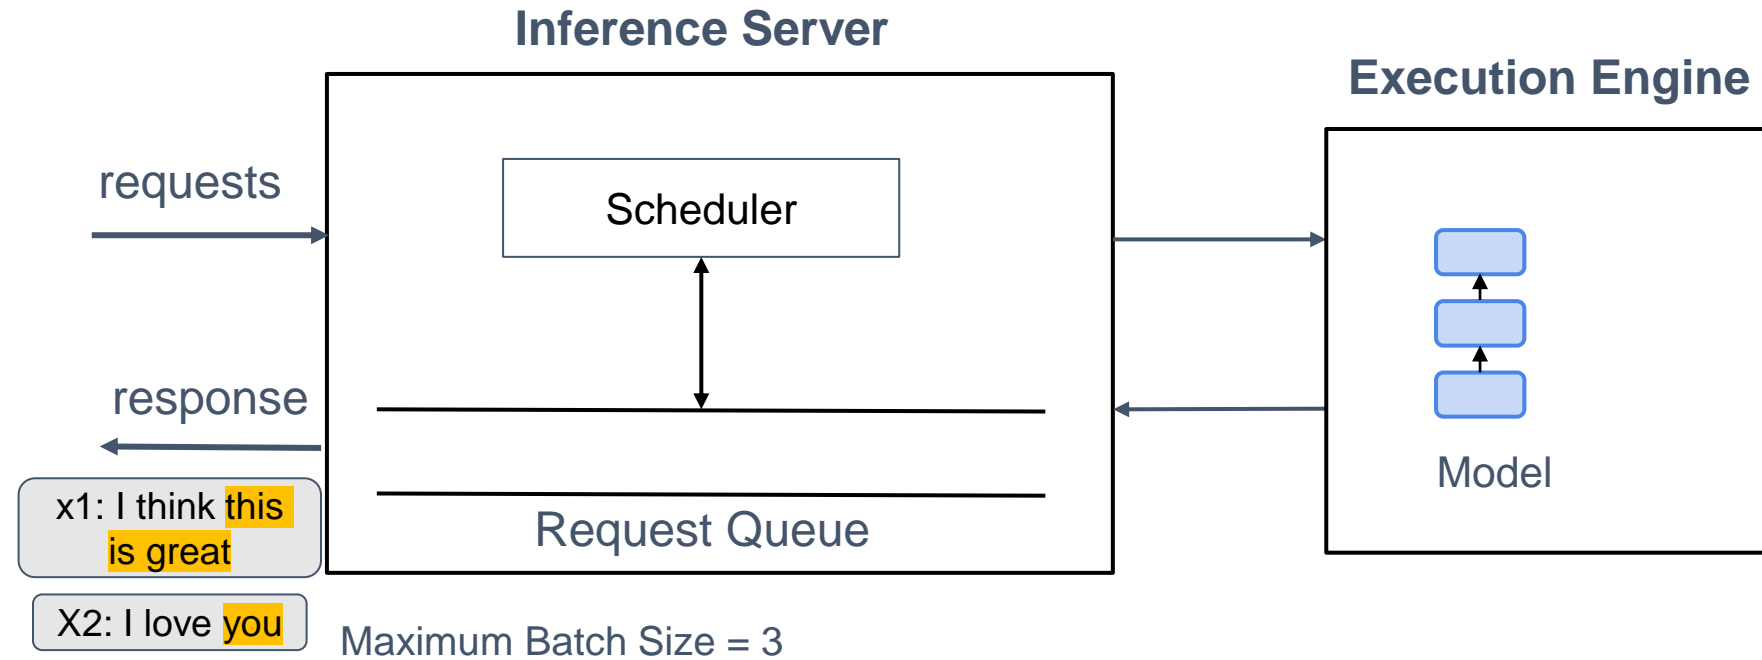 Inference Server
Execution Engine
requests
Scheduler
response
Model
x1: I think this
is great
Request Queue
X2: I love you
Maximum Batch Size = 3